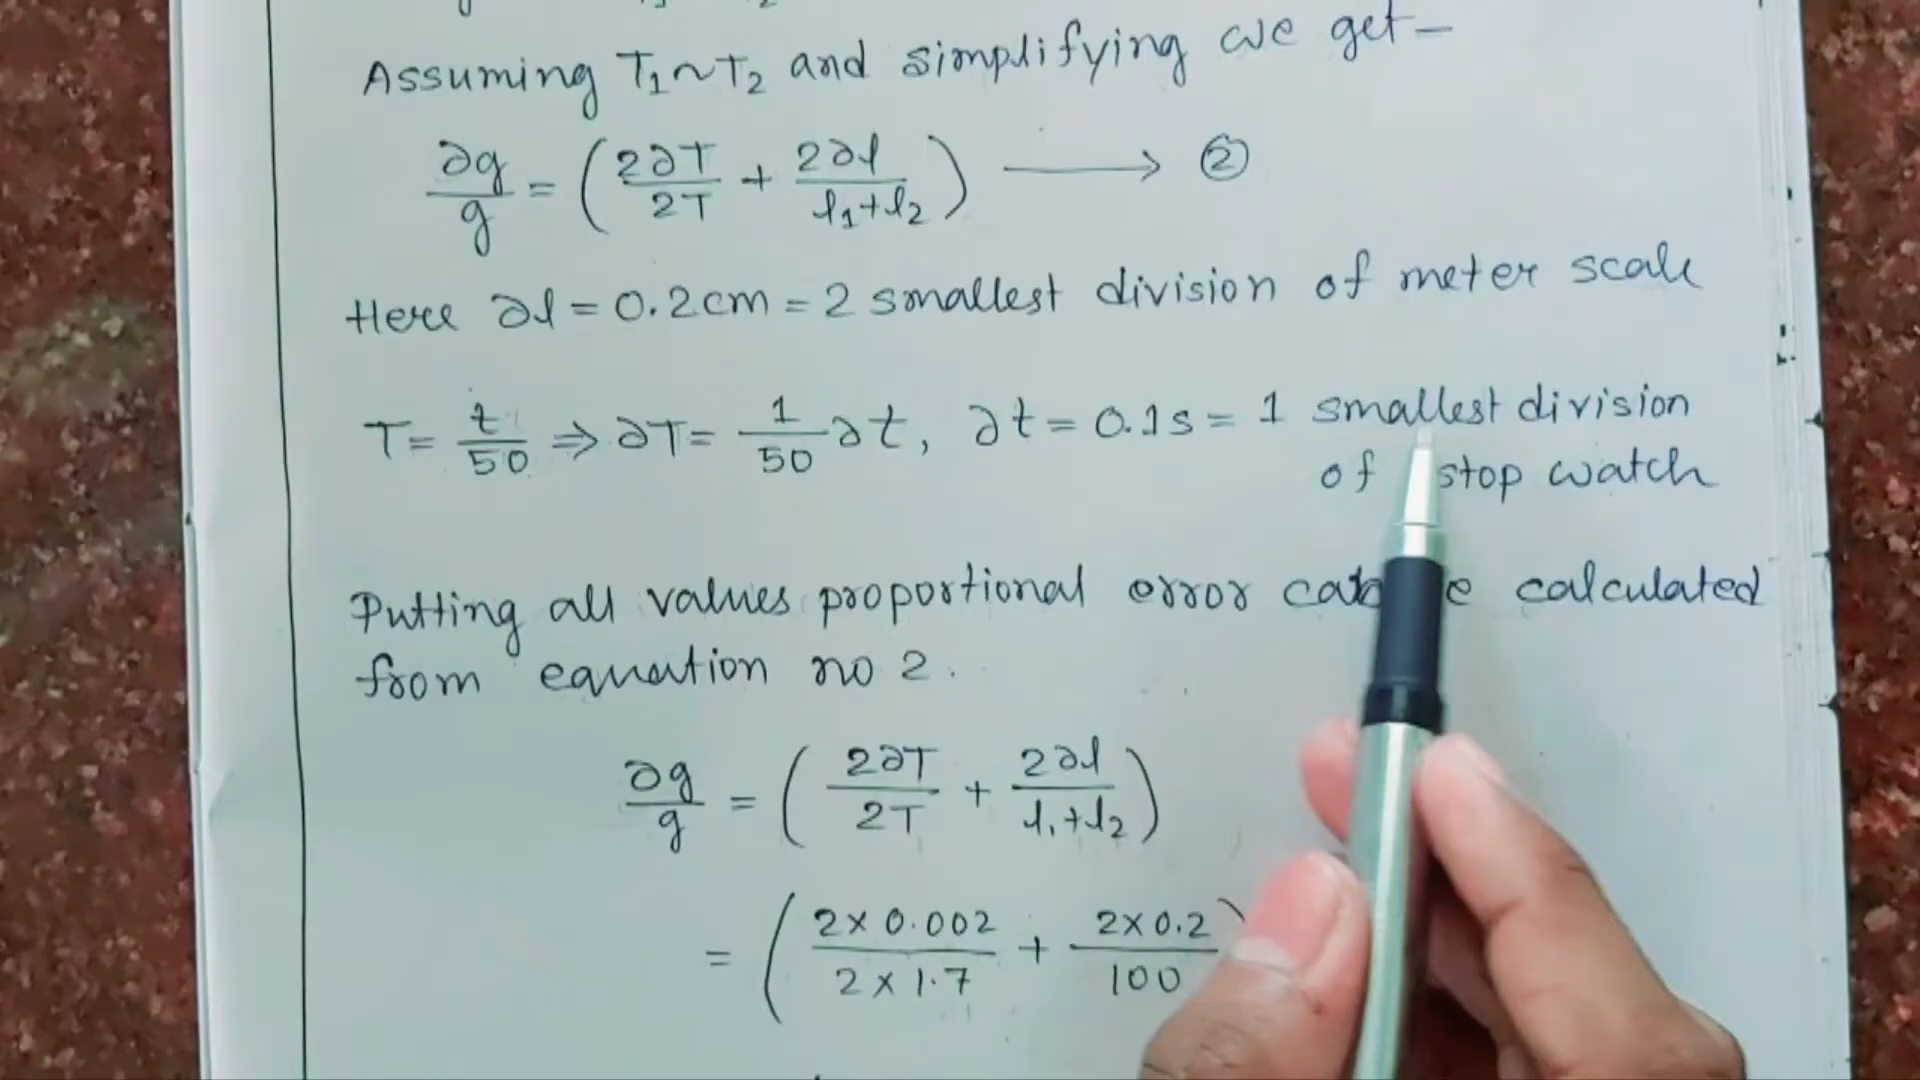 Assuming T₁~T₂ and simplifying we get—
∂g/g = (2∂T/2T + 2∂l/l₁+l₂) ⟶ ②
Here ∂l = 0.2cm = 2 smallest division of meter scale
T = t/50 ⇒ ∂T = 1/50 ∂t, ∂t = 0.1s = 1 smallest division
of stop watch
Putting all values proportional error calculated
from equation no 2.
∂g/g = (2∂T/2T + 2∂l/l₁+l₂)
= (2×0.002/2×1.7 + 2×0.2/100)